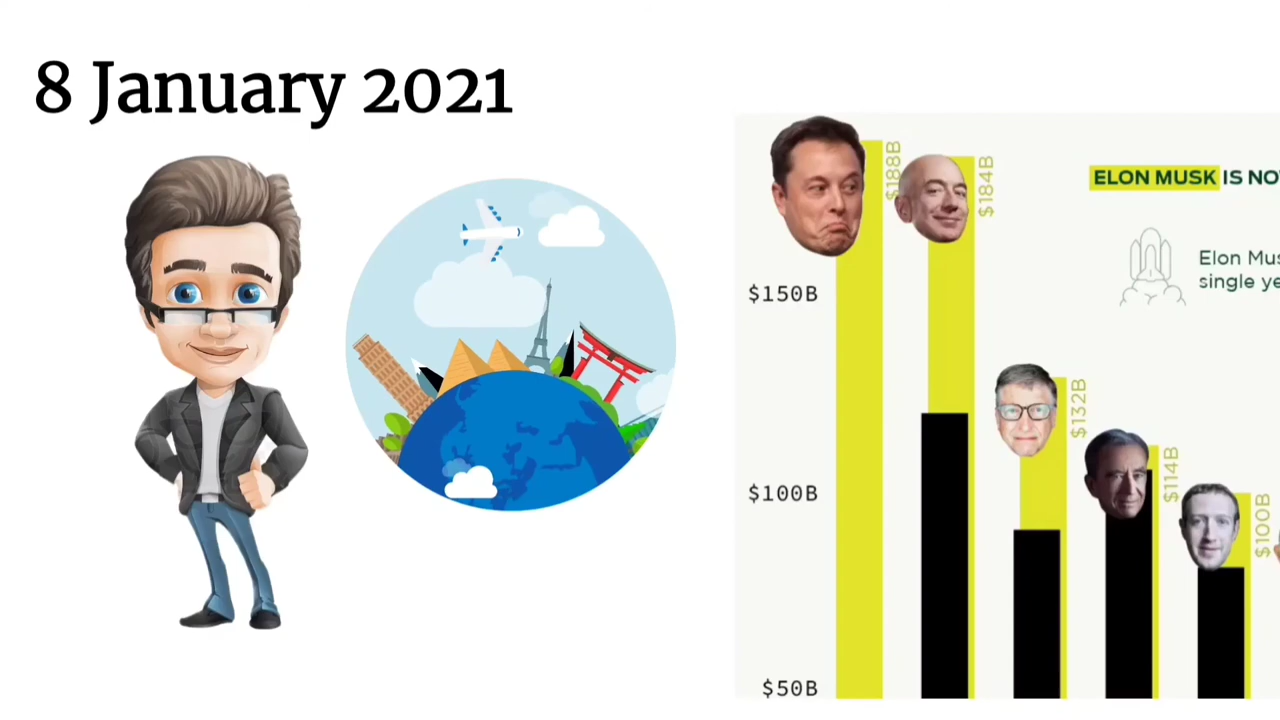 8 January 2021
$188B
$184B
ELON MUSK IS NO
Elon Mus
single ye
$150B
$132B
$114B
$100B
$100B
$50B